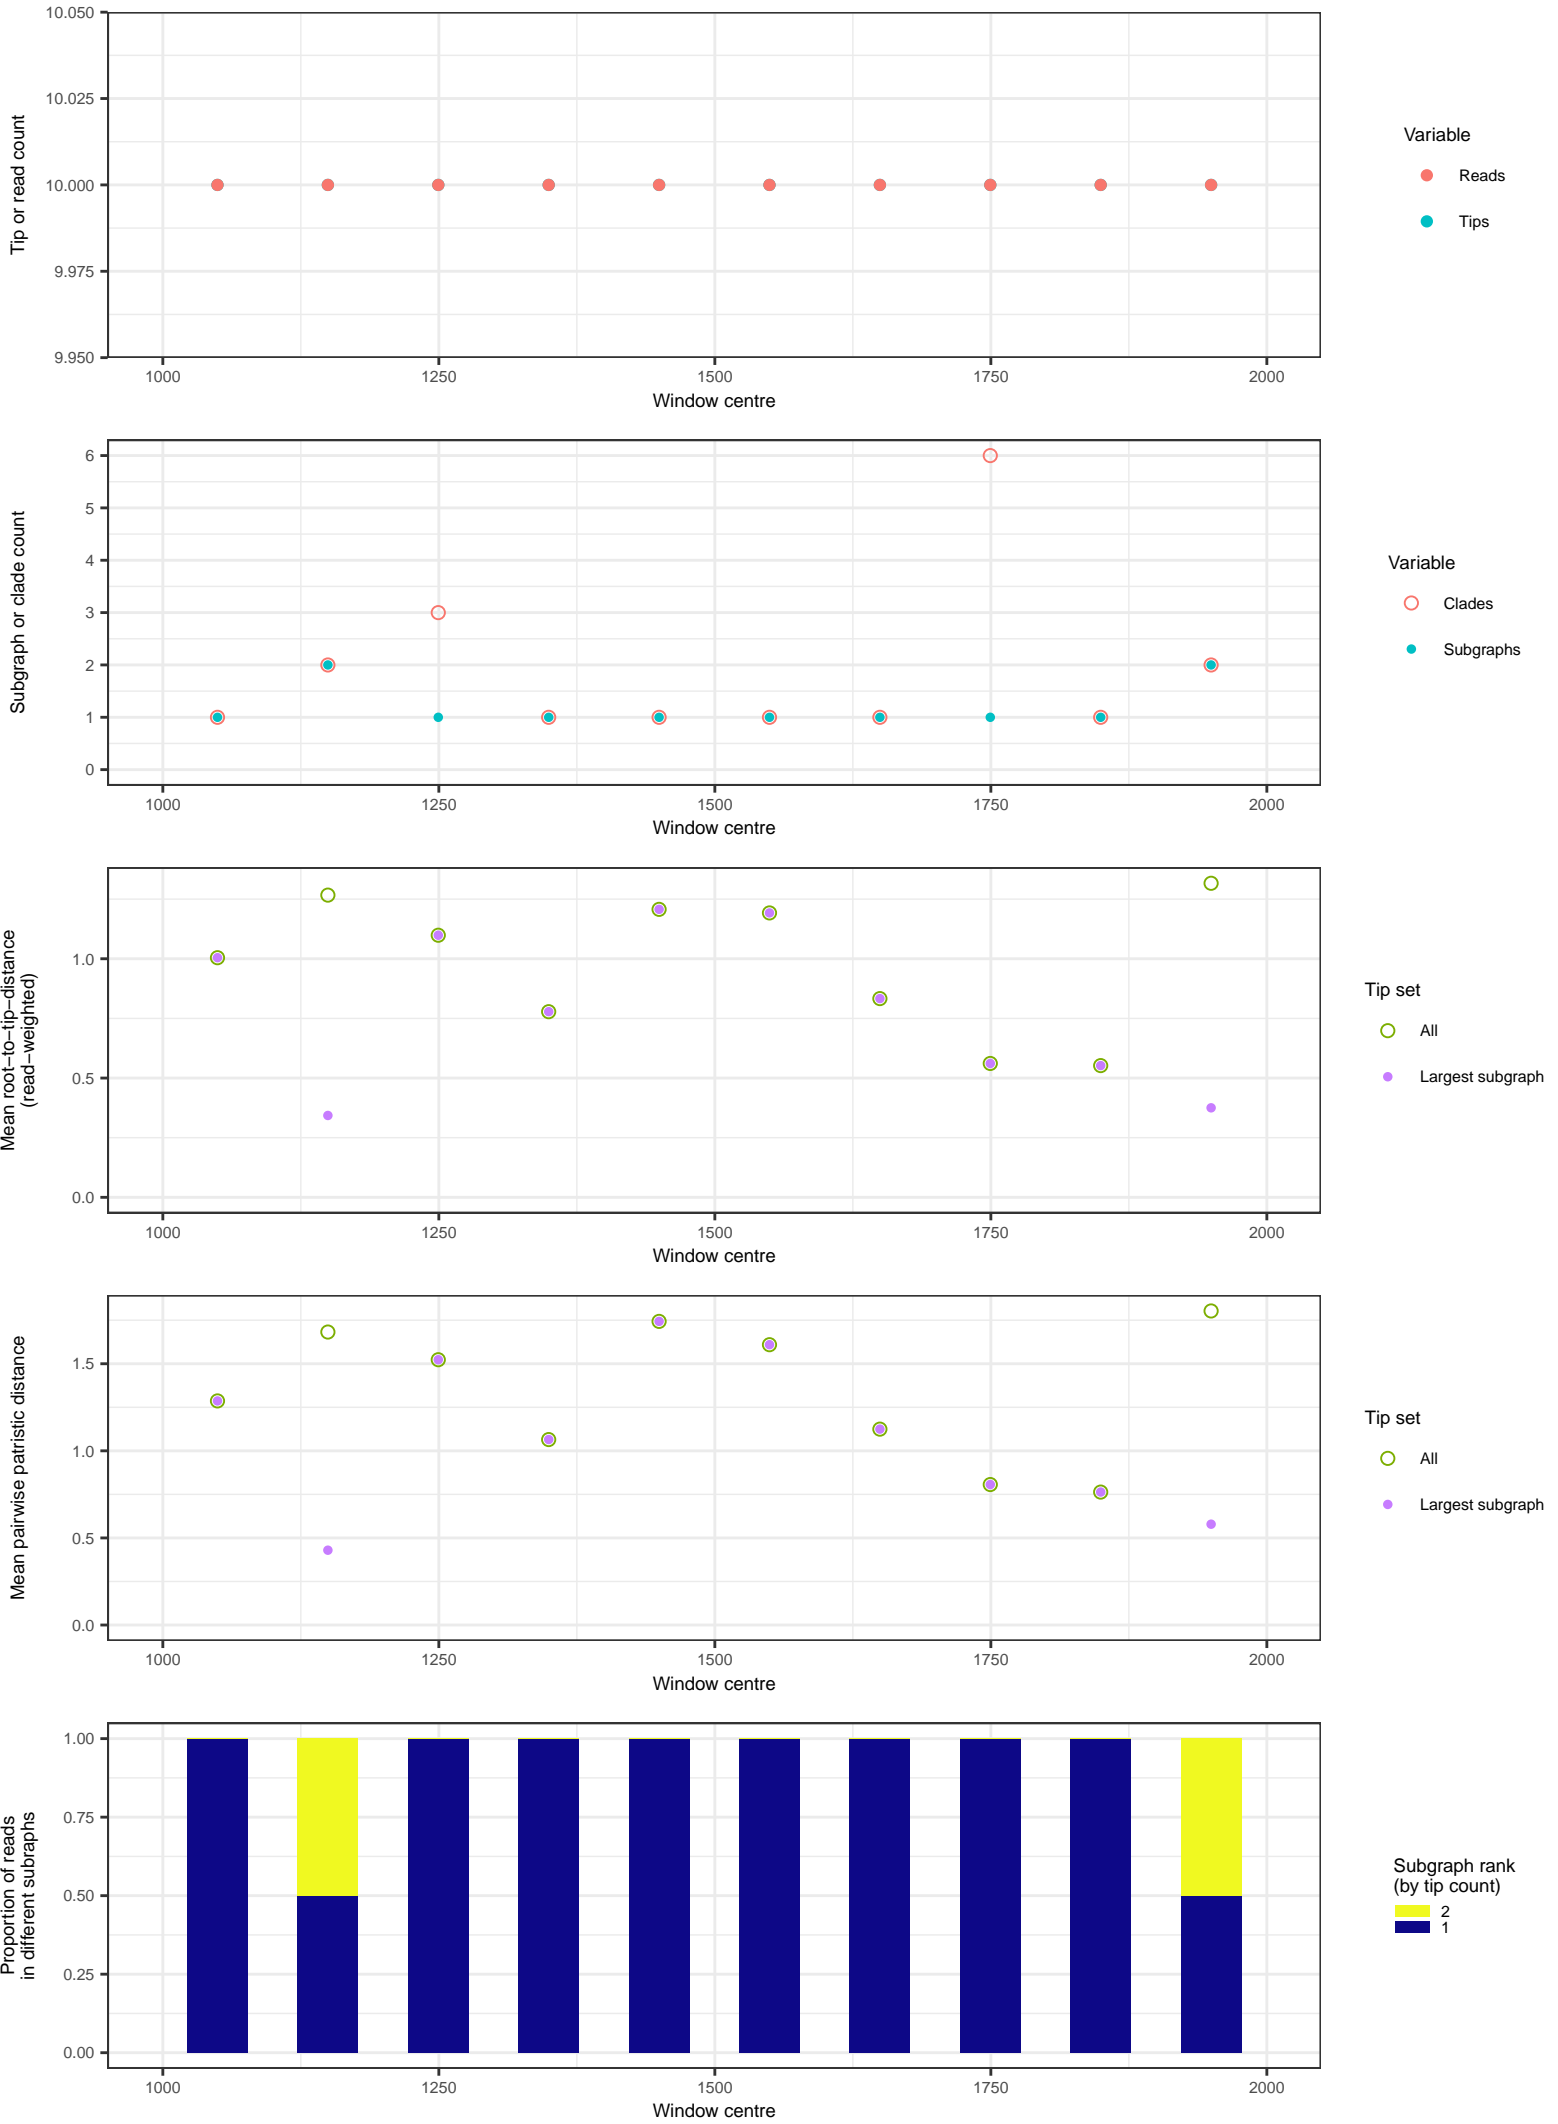 10.050
10.025
10.000
9.975
9.950
Tip or read count
1000 1250 1500 1750 2000
Window centre
Variable
Reads
Tips
6
5
4
3
2
1
0
Subgraph or clade count
1000 1250 1500 1750 2000
Window centre
Variable
Clades
Subgraphs
1.0
0.5
0.0
Mean root−to−tip−distance
(read−weighted)
1000 1250 1500 1750 2000
Window centre
Tip set
All
Largest subgraph
1.5
1.0
0.5
0.0
Mean pairwise patristic distance
1000 1250 1500 1750 2000
Window centre
Tip set
All
Largest subgraph
1.00
0.75
0.50
0.25
0.00
Proportion of reads
in different subraphs
1000 1250 1500 1750 2000
Window centre
Subgraph rank
(by tip count)
2
1